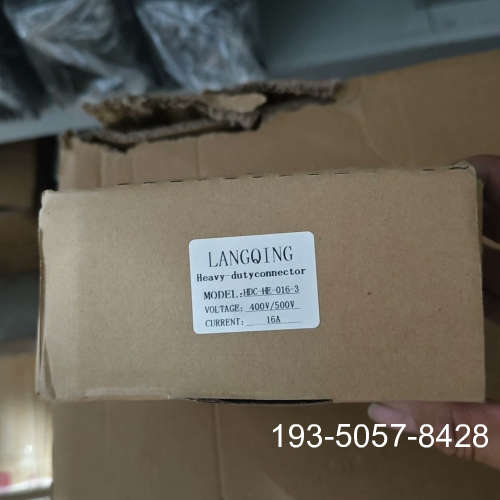 LANGQING
Heavy-dutyconnector
MODEL:HDC-HE-016-3
VOLTAGE: 400V/500V
CURRENT: 16A
193-5057-8428